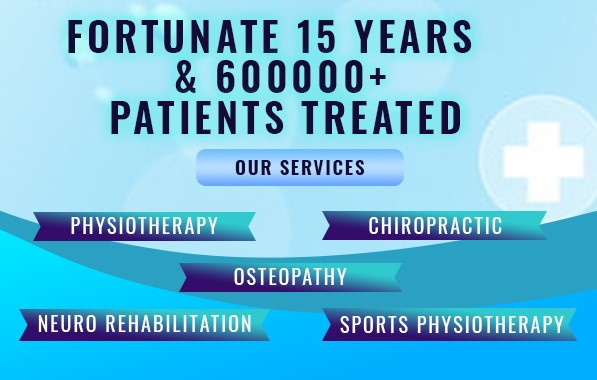 FORTUNATE 15 YEARS
& 600000+
PATIENTS TREATED
OUR SERVICES
PHYSIOTHERAPY
CHIROPRACTIC
OSTEOPATHY
NEURO REHABILITATION
SPORTS PHYSIOTHERAPY